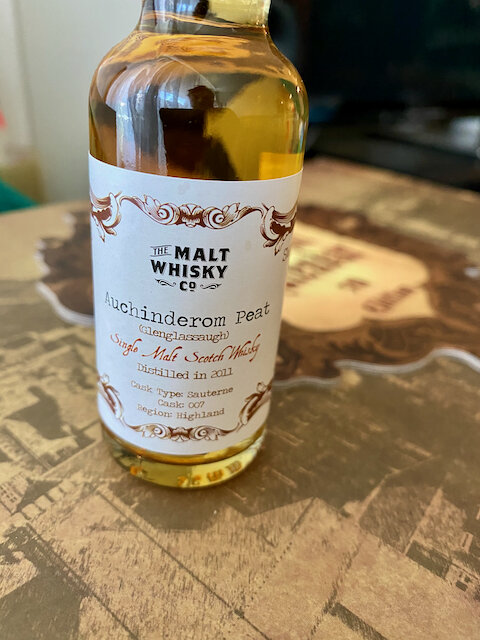 THE MALT
WHISKY
CO
Auchinderom Peat
(Glenglassaugh)
Single Malt Scotch Whisky
Distilled in 2011
Cask Type: Sauterne
Cask: 007
Region: Highland